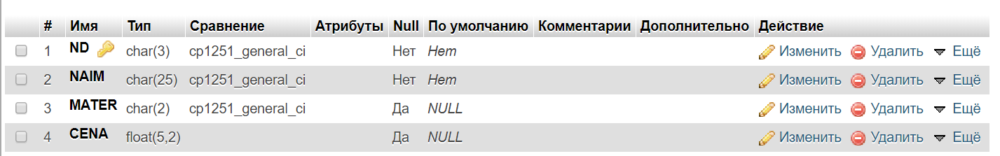 # Имя Тип Сравнение Атрибуты Null По умолчанию Комментарии Дополнительно Действие
1 ND char(3) cp1251_general_ci Нет Нет Изменить Удалить Ещё
2 NAIM char(25) cp1251_general_ci Нет Нет Изменить Удалить Ещё
3 MATER char(2) cp1251_general_ci Да NULL Изменить Удалить Ещё
4 CENA float(5,2) Да NULL Изменить Удалить Ещё